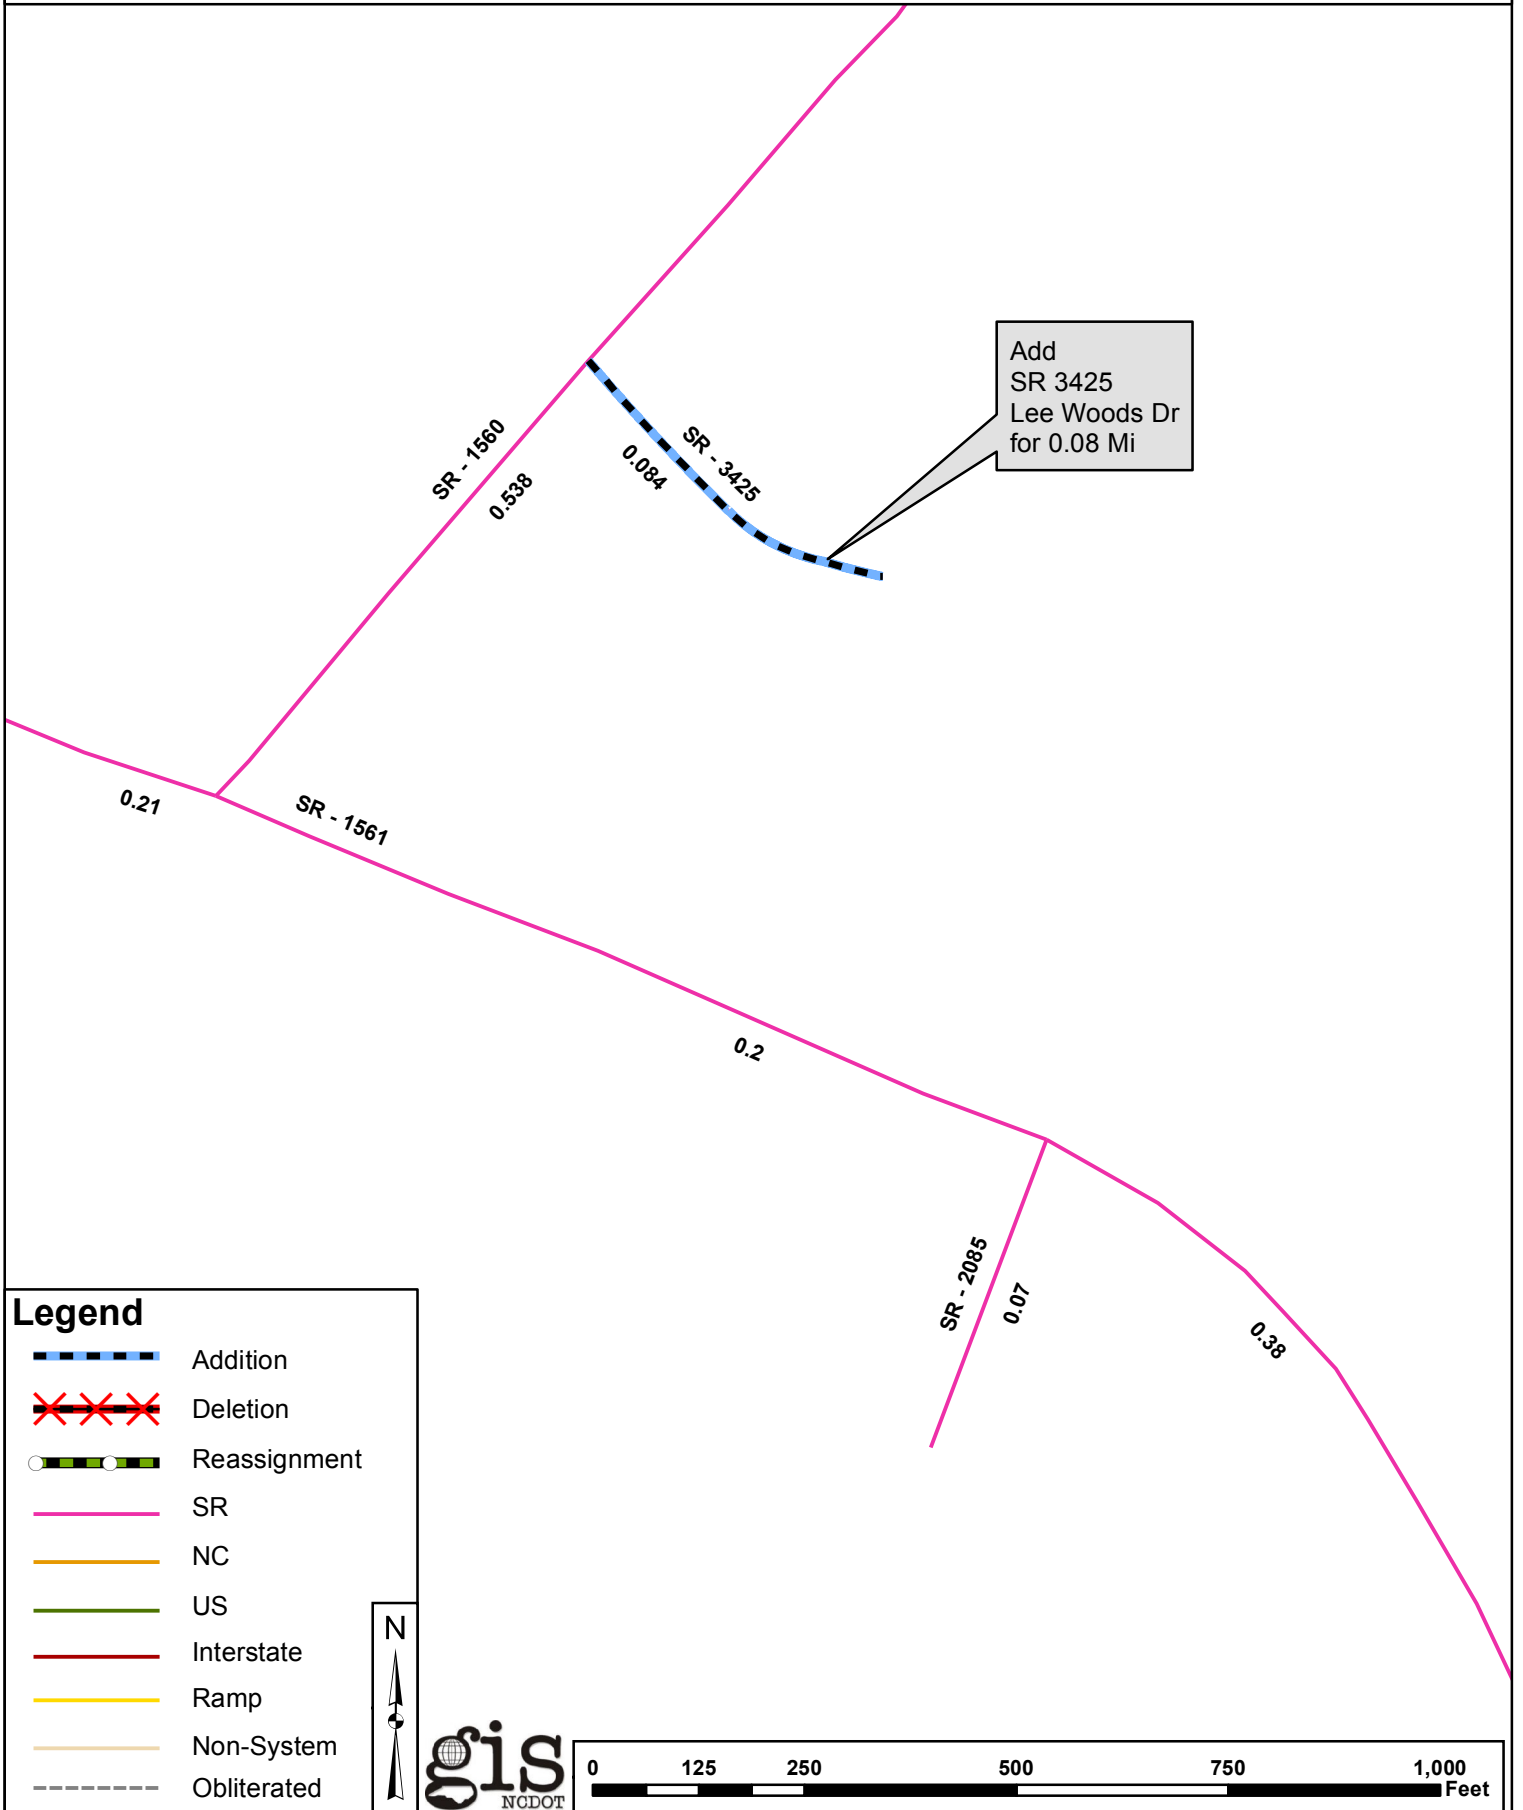 Add
SR 3425
Lee Woods Dr
for 0.08 Mi
SR - 1560
0.538
SR - 3425
0.084
0.21
SR - 1561
0.2
SR - 2085
0.07
0.38
Legend
Addition
Deletion
Reassignment
SR
NC
US
Interstate
Ramp
Non-System
Obliterated
N
gis
NCDOT
0 125 250 500 750 1,000
Feet